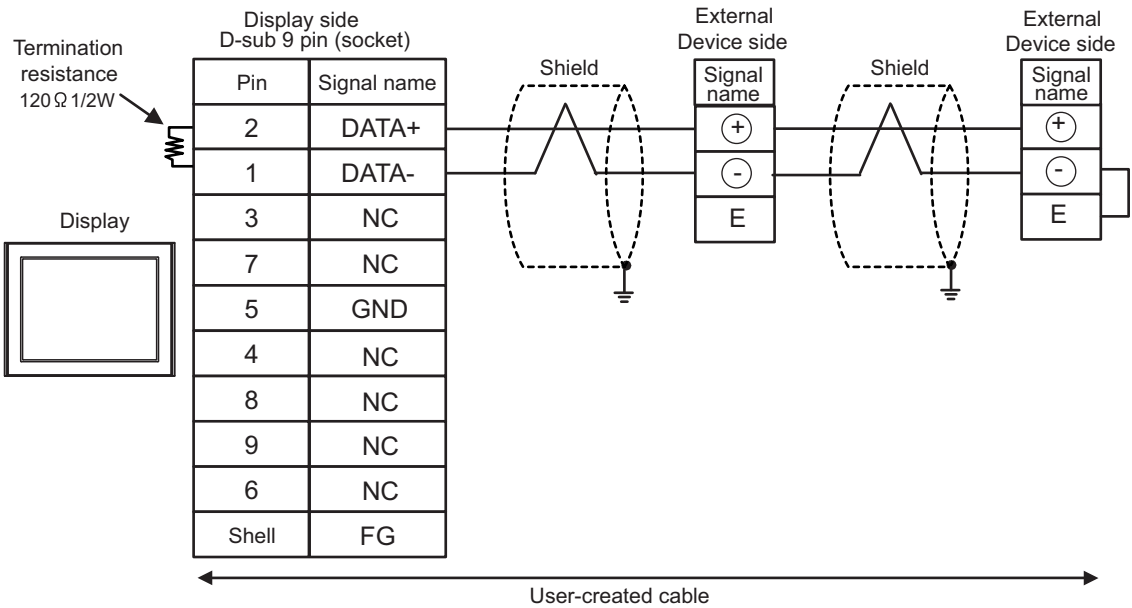 Display side
D-sub 9 pin (socket)
Termination
resistance
120Ω 1/2W
External
Device side
External
Device side
Pin Signal name
Shield
Signal
name
Shield
Signal
name
2 DATA+
+
+
1 DATA-
-
-
3 NC
E
E
Display
7 NC
5 GND
4 NC
8 NC
9 NC
6 NC
Shell FG
User-created cable